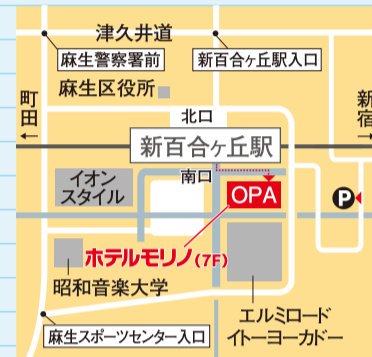 津久井道
麻生警察署前
新百合ヶ丘駅入口
麻生区役所
町田
←
新宿
→
北口
新百合ヶ丘駅
南口
イオン
スタイル
OPA
P
ホテルモリノ(7F)
昭和音楽大学
エルミロード
イトーヨーカドー
麻生スポーツセンター入口